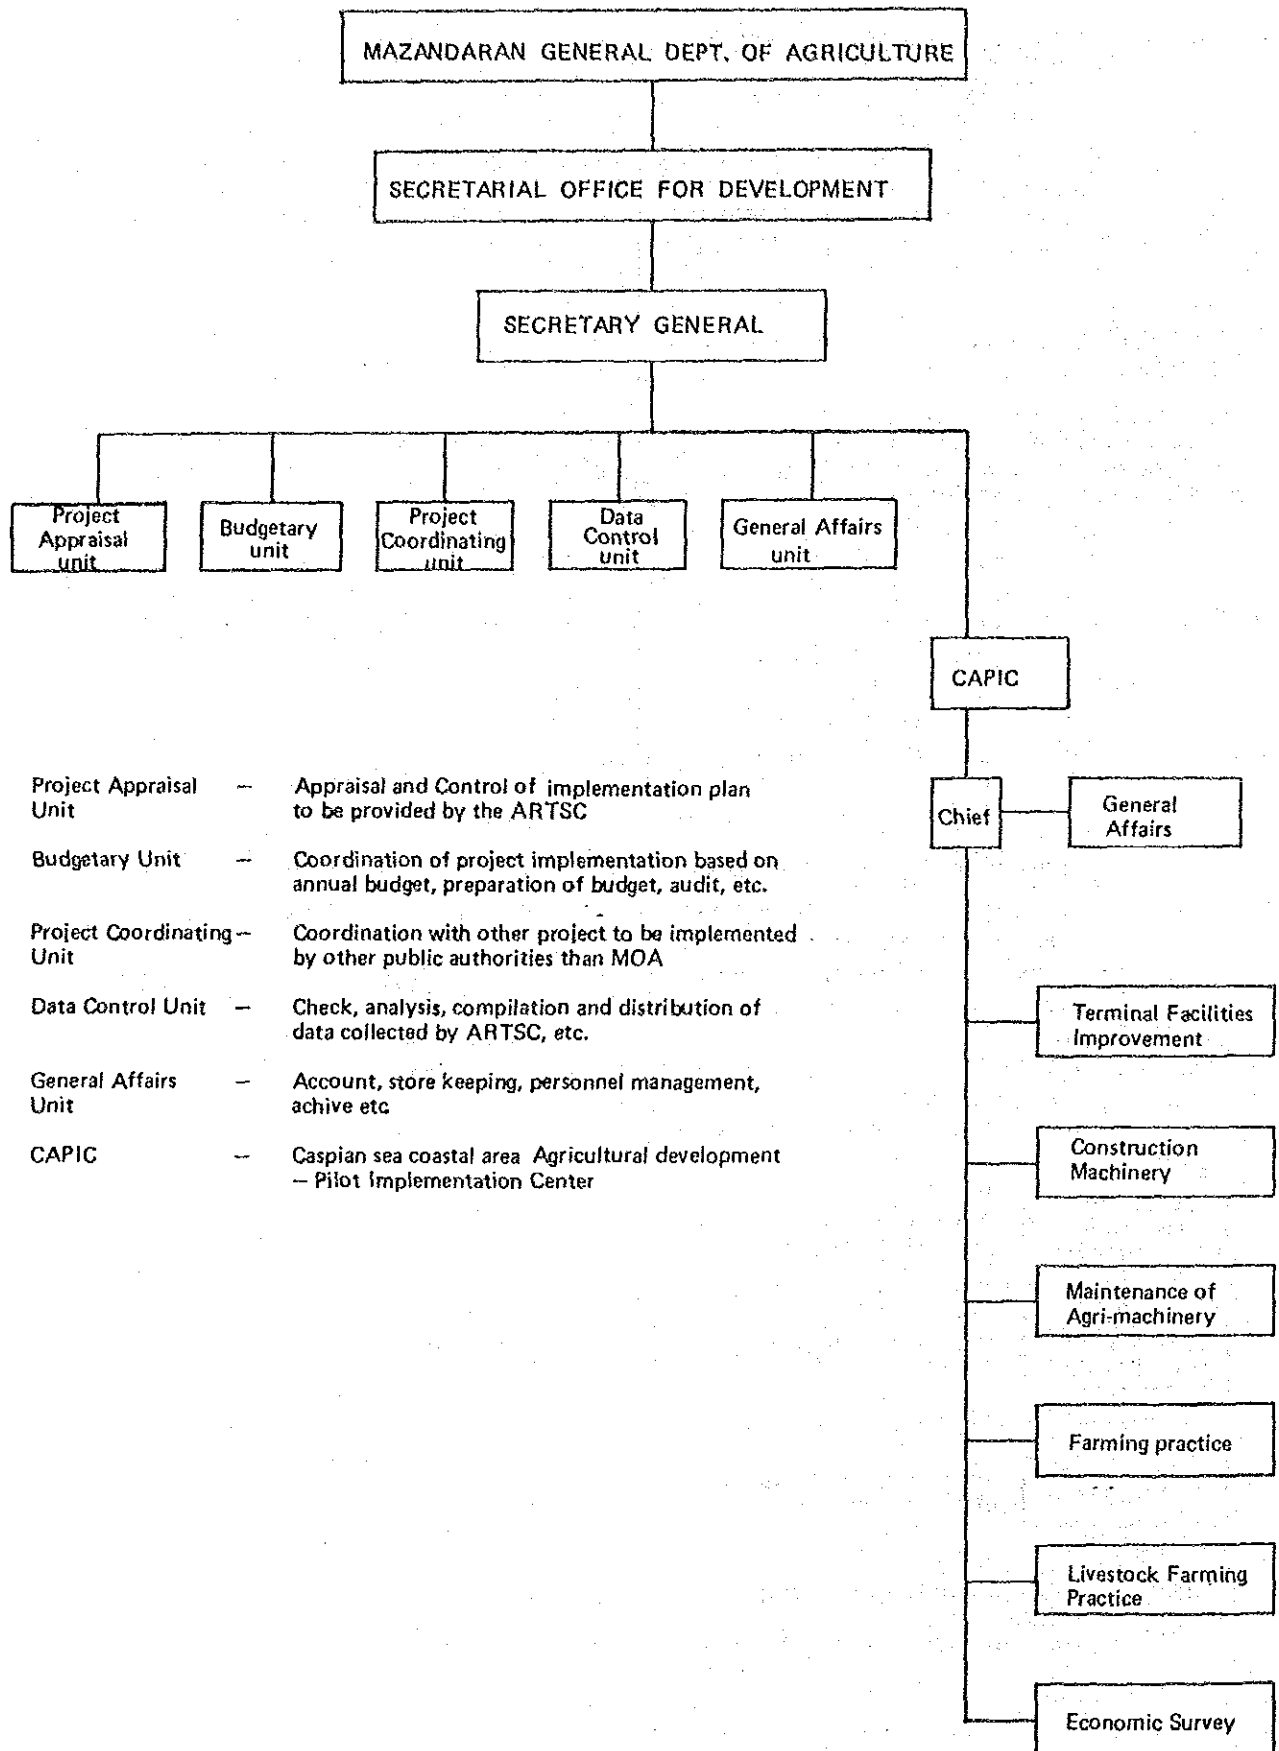 MAZANDARAN GENERAL DEPT. OF AGRICULTURE
SECRETARIAL OFFICE FOR DEVELOPMENT
SECRETARY GENERAL
Project
Appraisal
unit
Budgetary
unit
Project
Coordinating
unit
Data
Control
unit
General Affairs
unit
CAPIC
Chief
General
Affairs
Project Appraisal – Appraisal and Control of implementation plan
Unit to be provided by the ARTSC
Budgetary Unit – Coordination of project implementation based on
annual budget, preparation of budget, audit, etc.
Project Coordinating – Coordination with other project to be implemented
Unit by other public authorities than MOA
Data Control Unit – Check, analysis, compilation and distribution of
data collected by ARTSC, etc.
General Affairs – Account, store keeping, personnel management,
Unit achive etc
CAPIC – Caspian sea coastal area Agricultural development
– Pilot Implementation Center
Terminal Facilities
Improvement
Construction
Machinery
Maintenance of
Agri-machinery
Farming practice
Livestock Farming
Practice
Economic Survey